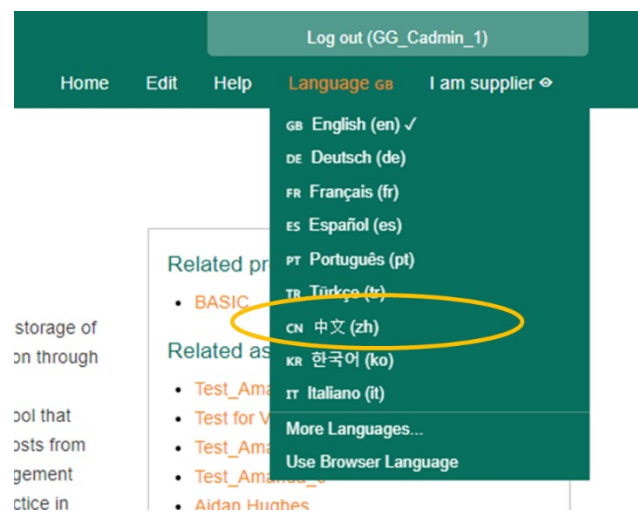 Log out (GG_Cadmin_1)
Home Edit Help Language GB I am supplier
GB English (en) ✓
DE Deutsch (de)
FR Français (fr)
ES Español (es)
PT Português (pt)
TR Türkçe (tr)
CN 中文 (zh)
KR 한국어 (ko)
IT Italiano (it)
More Languages...
Use Browser Language
storage of
on through
ool that
osts from
gement
ctice in
Related pr
• BASIC
Related as
• Test_Ama
• Test for V
• Test_Ama
• Test_Amanda_
• Aidan Hughes